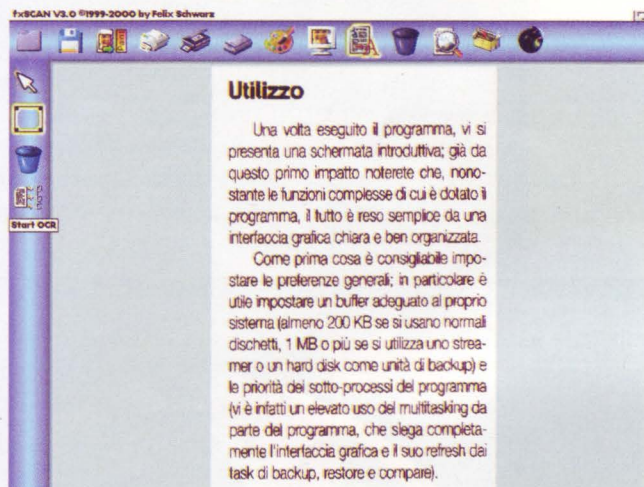 fxSCAN V3.0 ©1999-2000 by Felix Schwarz
Start OCR
Utilizzo
Una volta eseguito il programma, vi si
presenta una schermata introduttiva; già da
questo primo impatto noterete che, nono-
stante le funzioni complesse di cui è dotato il
programma, il tutto è reso semplice da una
interfaccia grafica chiara e ben organizzata.
Come prima cosa è consigliabile impo-
stare le preferenze generali; in particolare è
utile impostare un buffer adeguato al proprio
sistema (almeno 200 KB se si usano normali
dischetti, 1 MB o più se si utilizza uno strea-
mer o un hard disk come unità di backup) e
le priorità dei sotto-processi del programma
(vi è infatti un elevato uso del multitasking da
parte del programma, che slega completa-
mente l'interfaccia grafica e il suo refresh dai
task di backup, restore e compare).